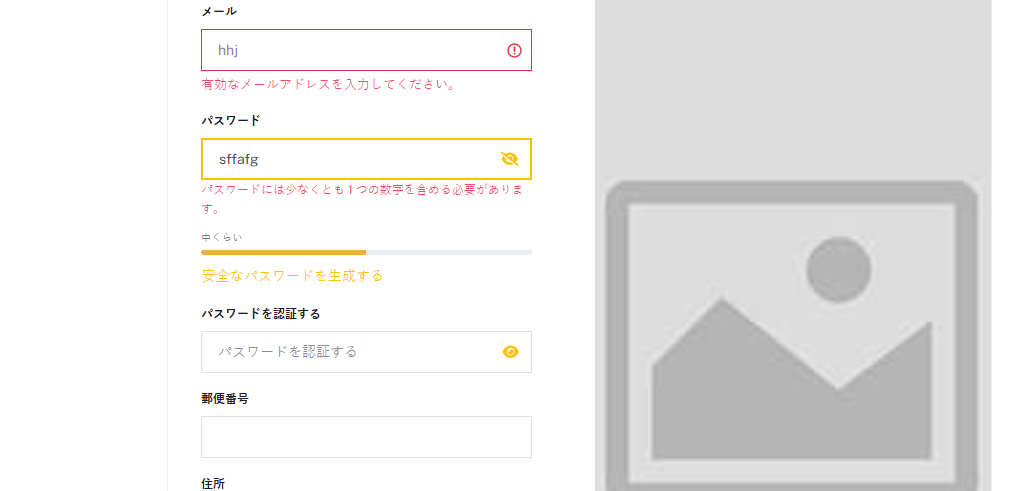 メール
hhj
有効なメールアドレスを入力してください。
パスワード
sffafg
パスワードには少なくとも１つの数字を含める必要がありま
す。
中くらい
安全なパスワードを生成する
パスワードを認証する
パスワードを認証する
郵便番号
住所